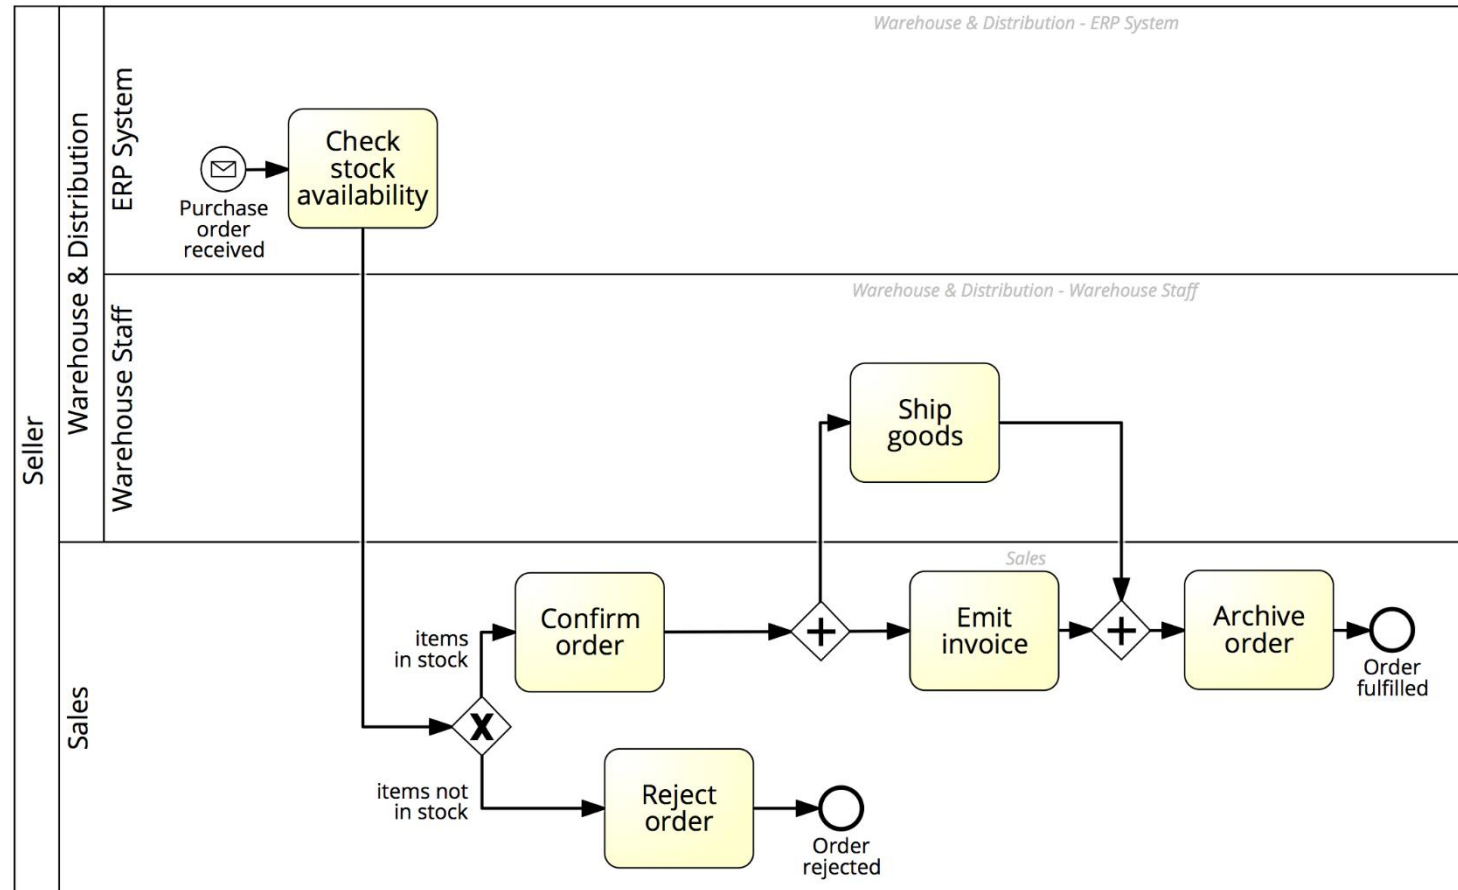 Seller
Warehouse & Distribution
ERP System
Warehouse & Distribution - ERP System
Purchase
order
received
Check
stock
availability
Warehouse Staff
Warehouse & Distribution - Warehouse Staff
Ship
goods
Sales
Sales
items
in stock
Confirm
order
X
Emit
invoice
Archive
order
Order
fulfilled
items not
in stock
Reject
order
Order
rejected